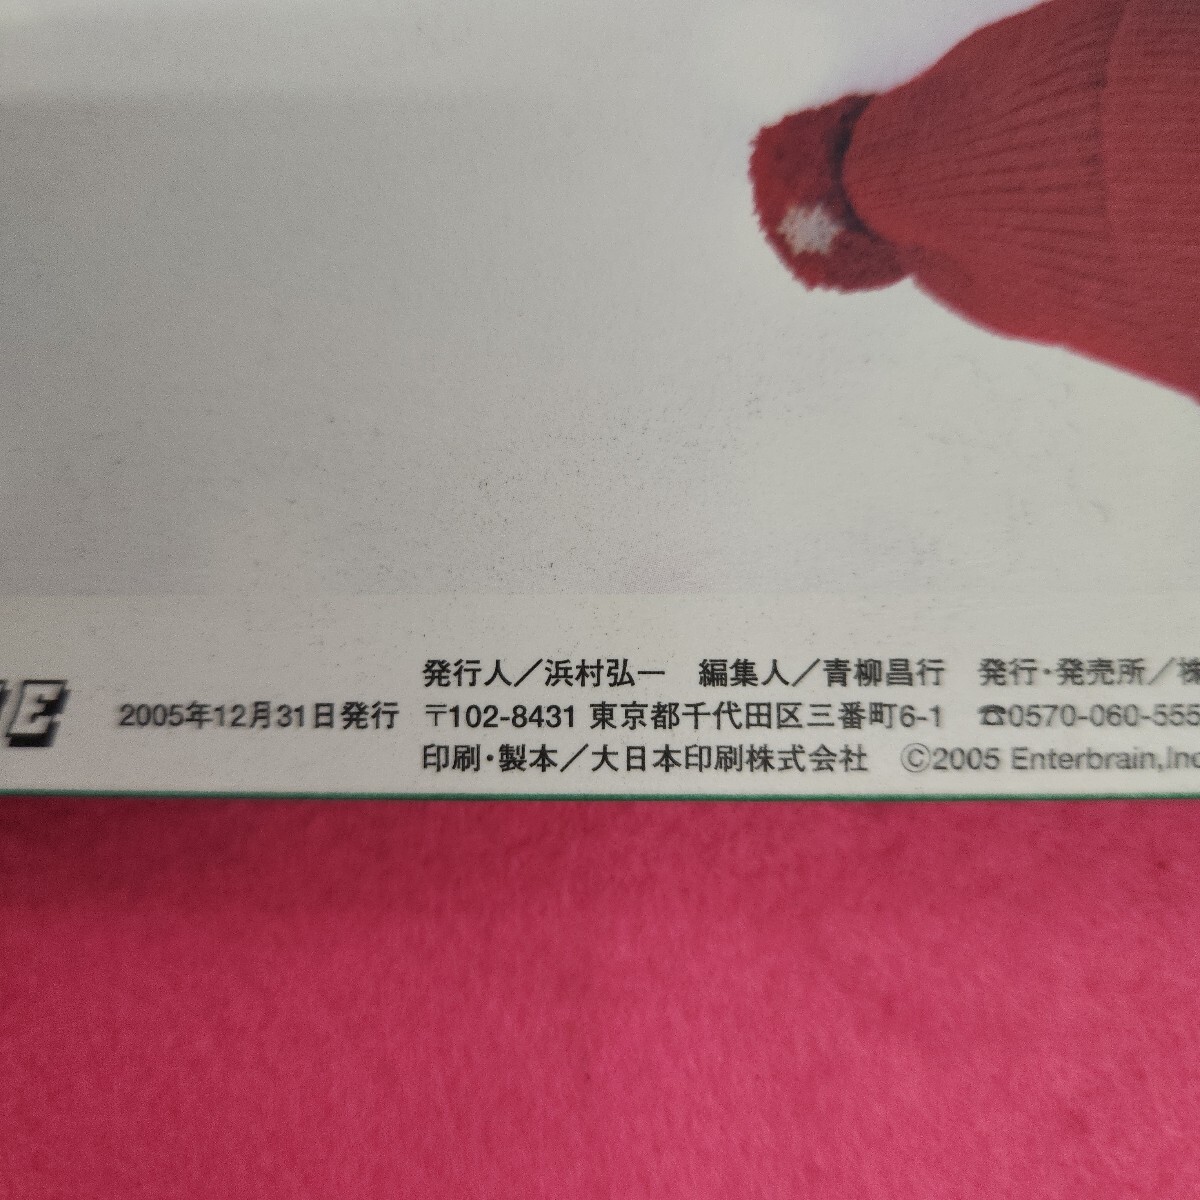 発行人／浜村弘一　編集人／青柳昌行　発行・発売所／株
E 2005年12月31日発行 〒102-8431 東京都千代田区三番町6-1　☎0570-060-555
印刷・製本／大日本印刷株式会社　©2005 Enterbrain,Inc